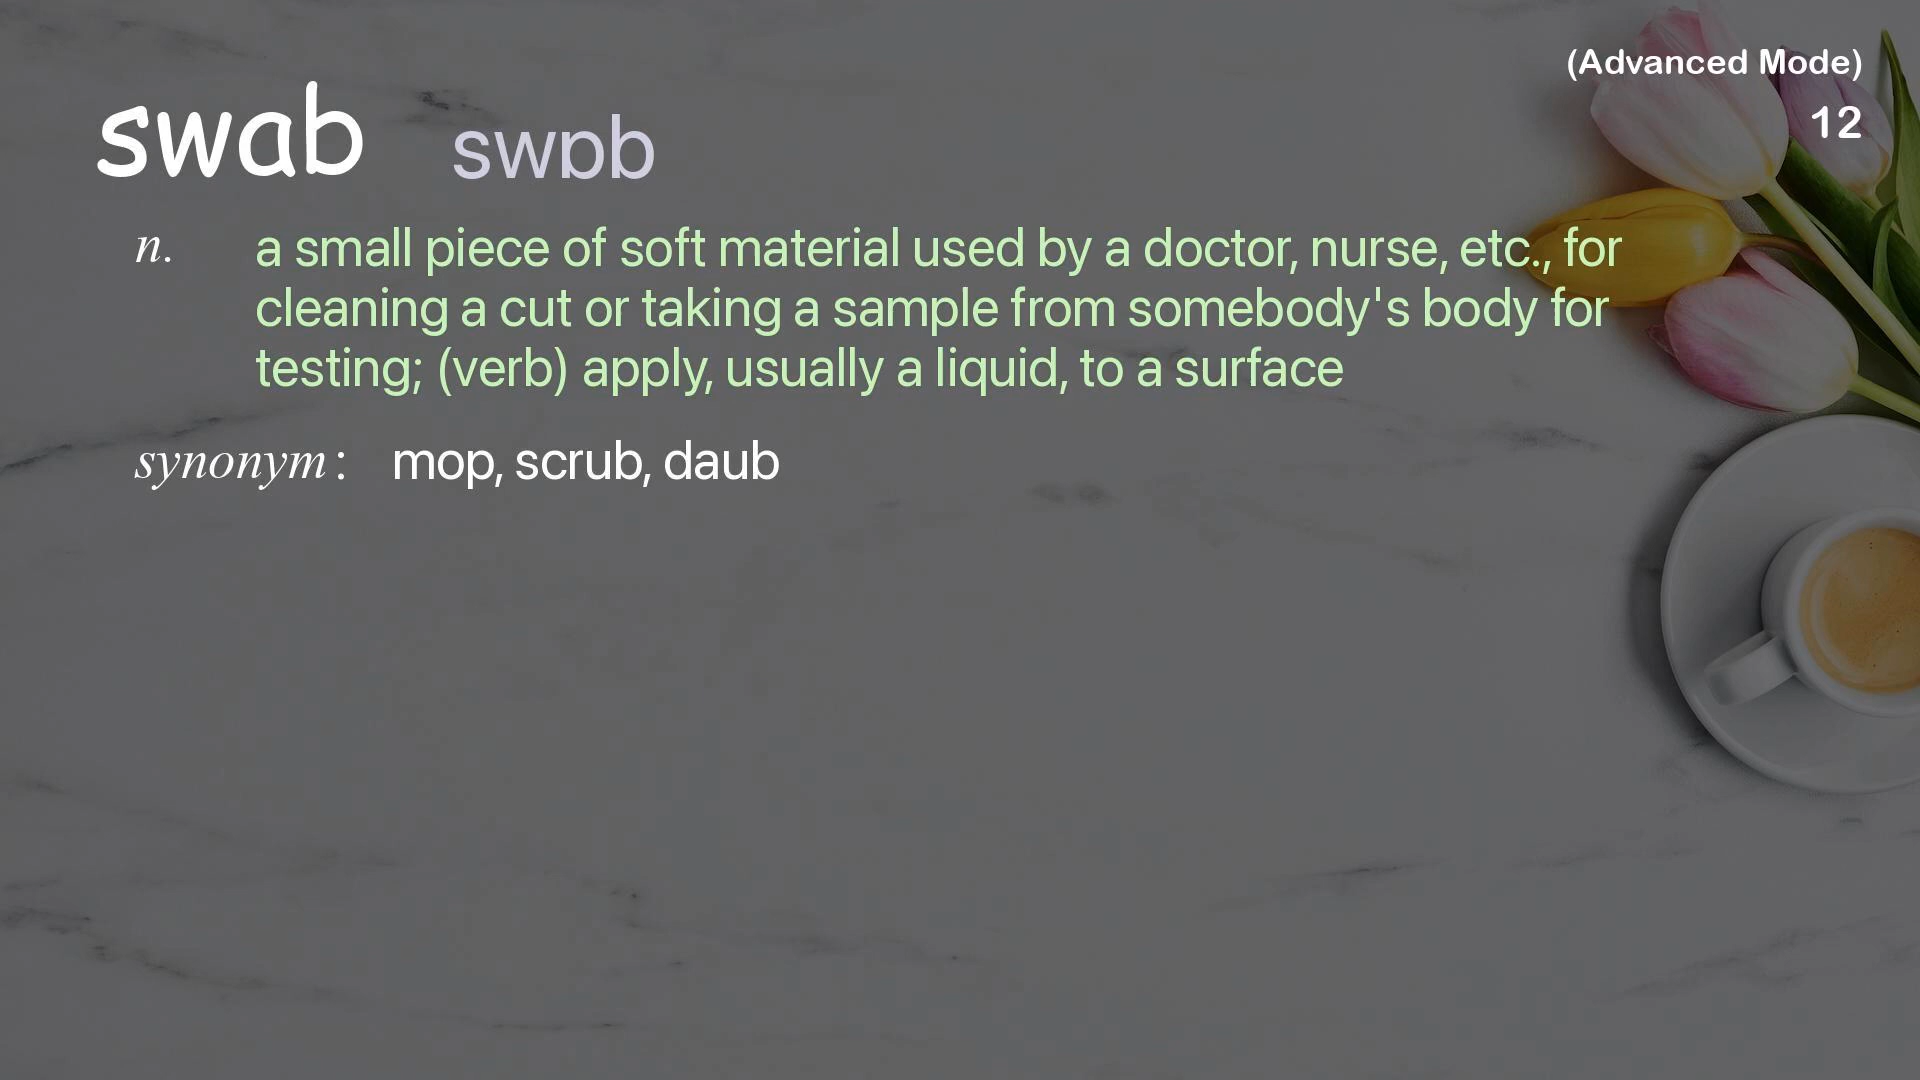 (Advanced Mode)
12
swab swɒb
n. a small piece of soft material used by a doctor, nurse, etc., for
cleaning a cut or taking a sample from somebody's body for
testing; (verb) apply, usually a liquid, to a surface
synonym: mop, scrub, daub